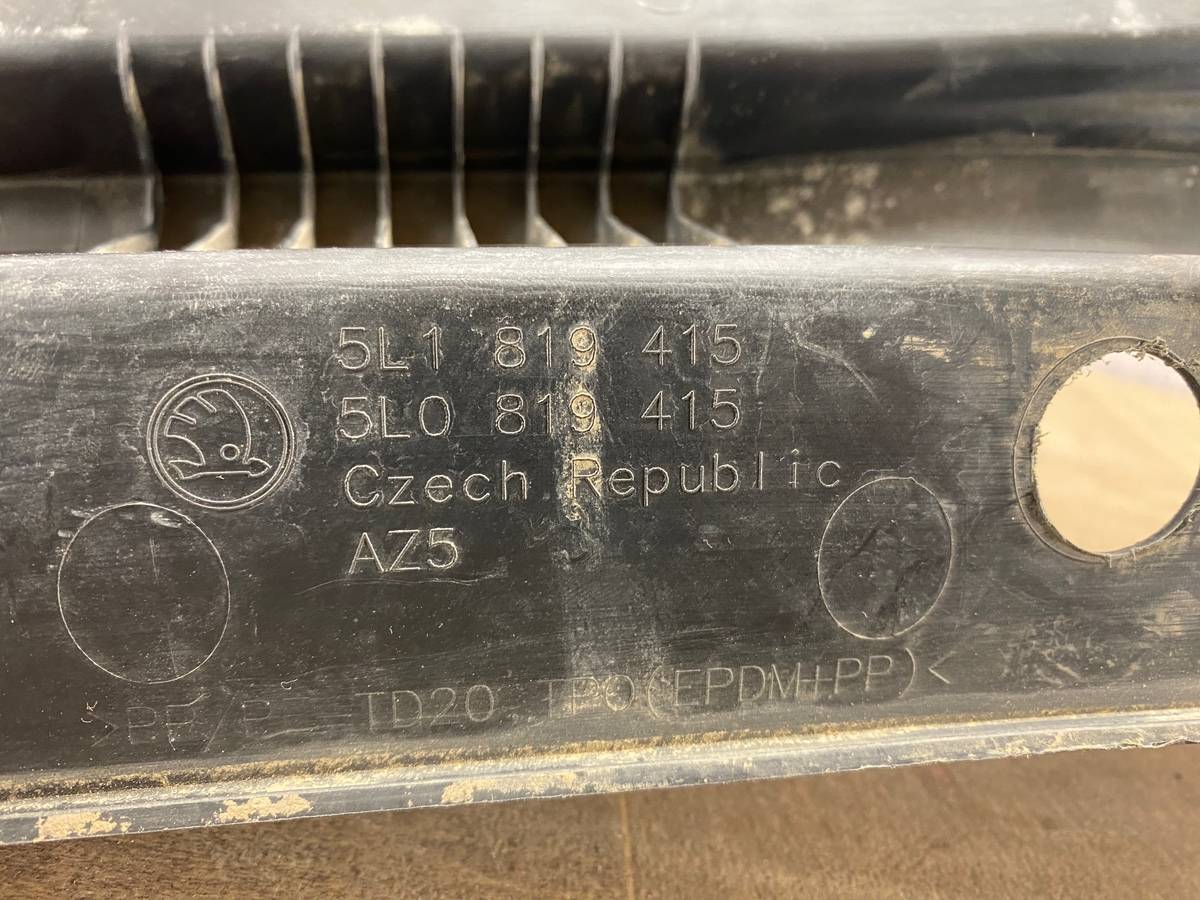 5L1 819 415
5L0 819 415
Czech Republic
AZ5
TD20 TPO(EPDM+PP)<